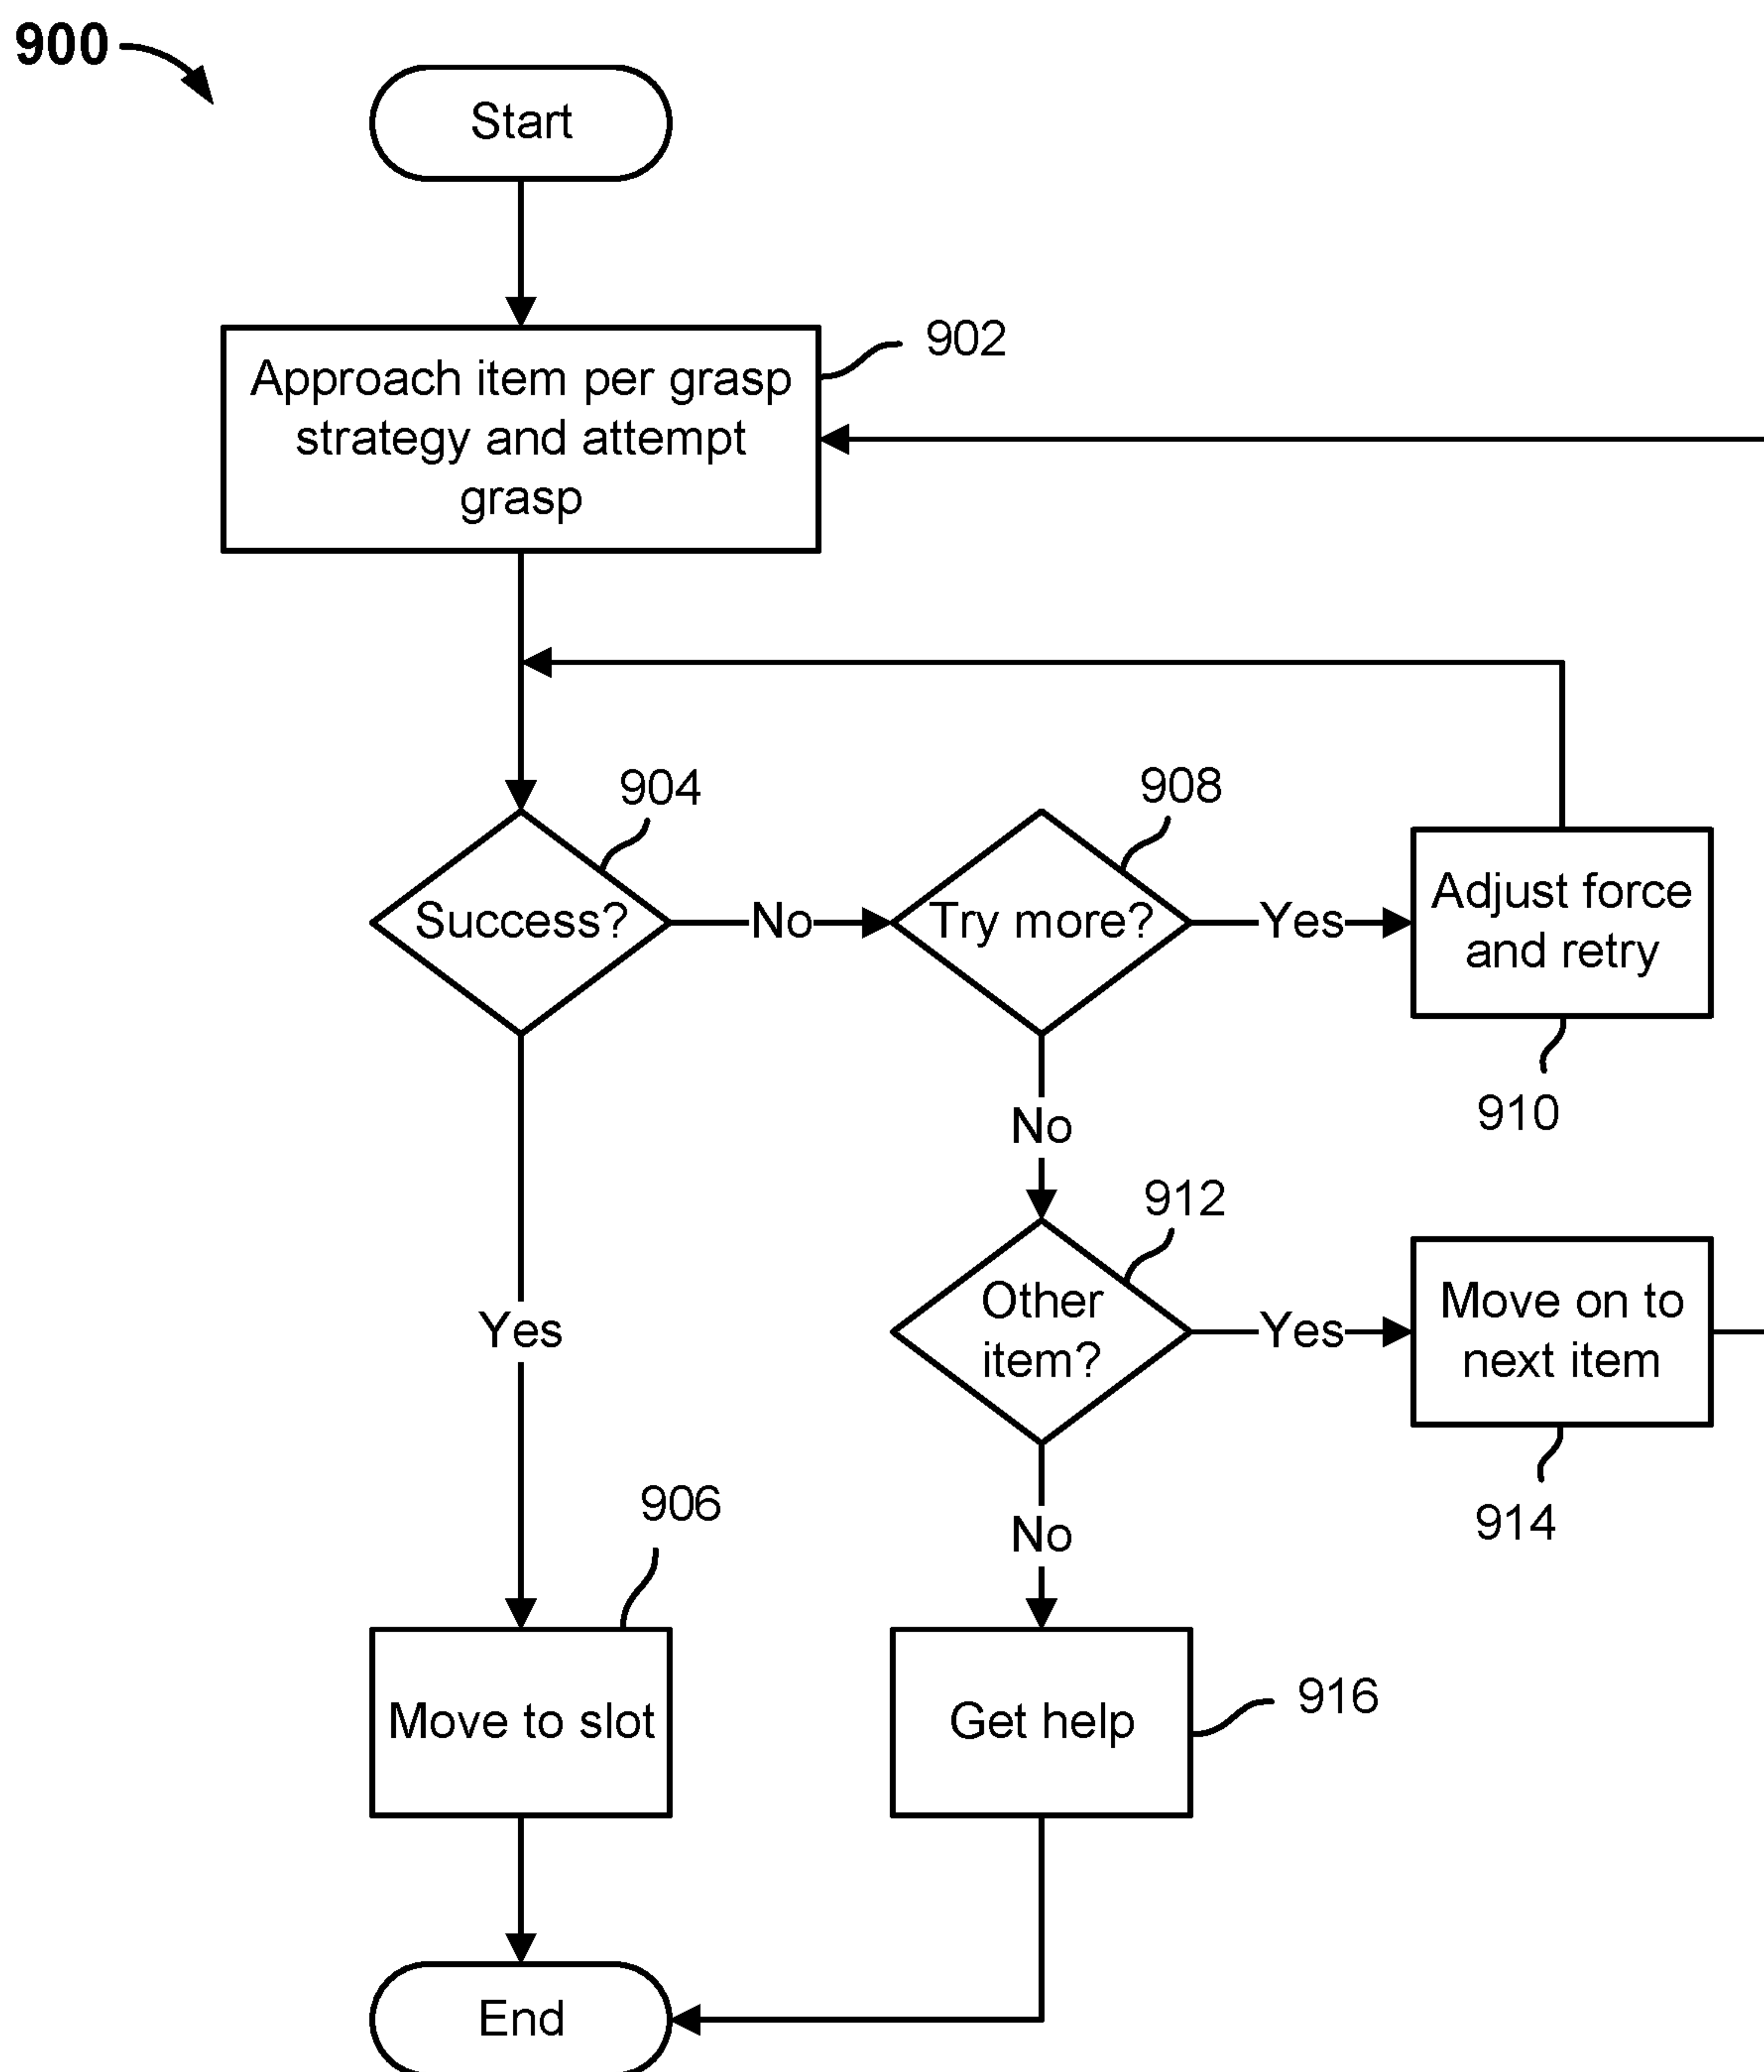 900
Start
902
Approach item per grasp
strategy and attempt
grasp
904
908
Success?
No
Try more?
Yes
Adjust force
and retry
910
No
912
Yes
Other
item?
Yes
Move on to
next item
914
No
906
Move to slot
Get help
916
End